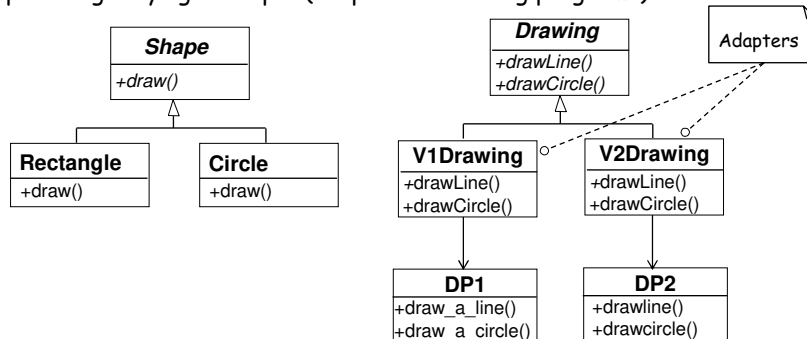 Shape
+draw()
Rectangle
+draw()
Circle
+draw()
Drawing
+drawLine()
+drawCircle()
Adapters
V1Drawing
+drawLine()
+drawCircle()
V2Drawing
+drawLine()
+drawCircle()
DP1
+draw_a_line()
+draw_a_circle()
DP2
+drawline()
+drawcircle()